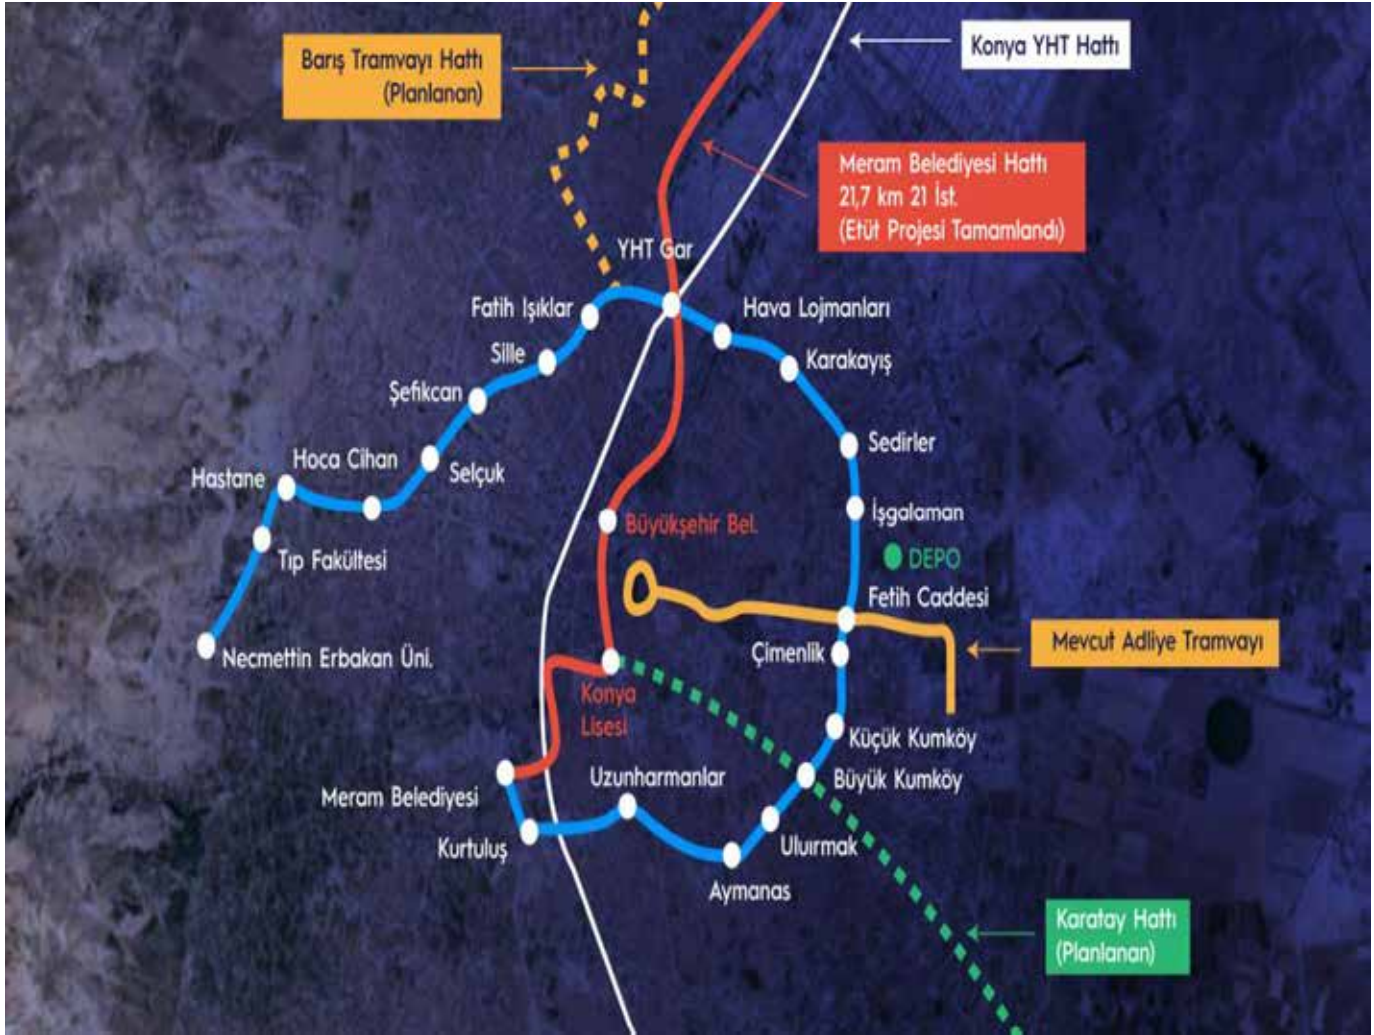 Konya YHT Hattı
Barış Tramvayı Hattı
(Planlanan)
Meram Belediyesi Hattı
21,7 km 21 İst.
(Etüt Projesi Tamamlandı)
YHT Gar
Fatih Işıklar
Hava Lojmanları
Sille
Karakayış
Şefikcan
Sedirler
Hoca Cihan
Selçuk
Hastane
İşgalaman
Büyükşehir Bel.
Tıp Fakültesi
DEPO
Fetih Caddesi
Mevcut Adliye Tramvayı
Necmettin Erbakan Üni.
Çimenlik
Konya
Lisesi
Küçük Kumköy
Uzunharmanlar
Büyük Kumköy
Meram Belediyesi
Kurtuluş
Uluırmak
Aymanas
Karatay Hattı
(Planlanan)